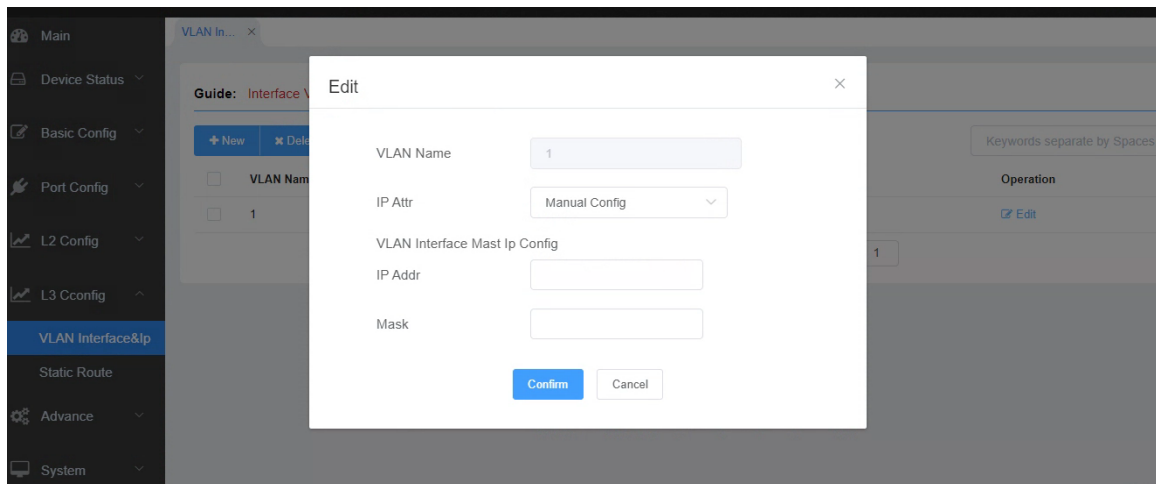 Main
VLAN In...
Device Status
Guide: Interface V
Edit
Basic Config
New
Dele
VLAN Name
1
Keywords separate by Spaces
Port Config
VLAN Nam
IP Attr
Manual Config
Operation
1
Edit
L2 Config
VLAN Interface Mast Ip Config
1
IP Addr
L3 Cconfig
Mask
VLAN Interface&Ip
Static Route
Confirm
Cancel
Advance
System